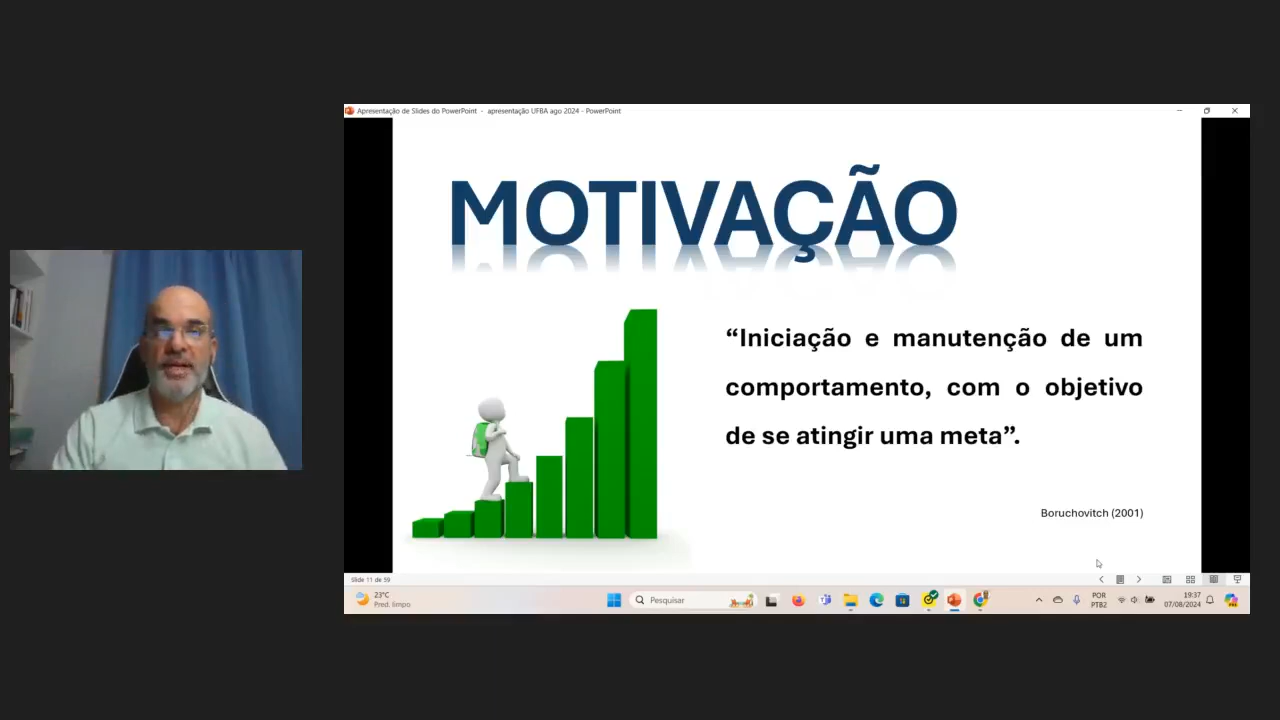 Apresentação de Slides do PowerPoint - apresentação UFBA ago 2024 - PowerPoint
MOTIVAÇÃO
“Iniciação e manutenção de um
comportamento, com o objetivo
de se atingir uma meta”.
Boruchovitch (2001)
Slide 11 de 59
23°C
Pred. limpo
Pesquisar
POR
PTB2
19:37
07/08/2024